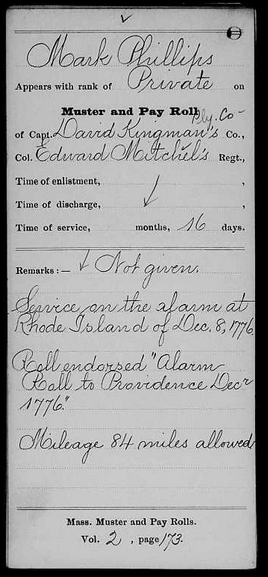 Mark Phillips
Appears with rank of Private on
Muster and Pay Roll
of Capt. David Kingman's Co.,
Col. Edward Mitchel's Regt.,
Time of enlistment,
Time of discharge,
Time of service, months, 16 days.
Remarks:— Not given.
Service on the alarm at
Rhode Island of Dec. 8, 1776
Roll endorsed "Alarm
Roll to Providence Decr
1776."
Mileage 84 miles allowed
Mass. Muster and Pay Rolls.
Vol. 2, page 173.